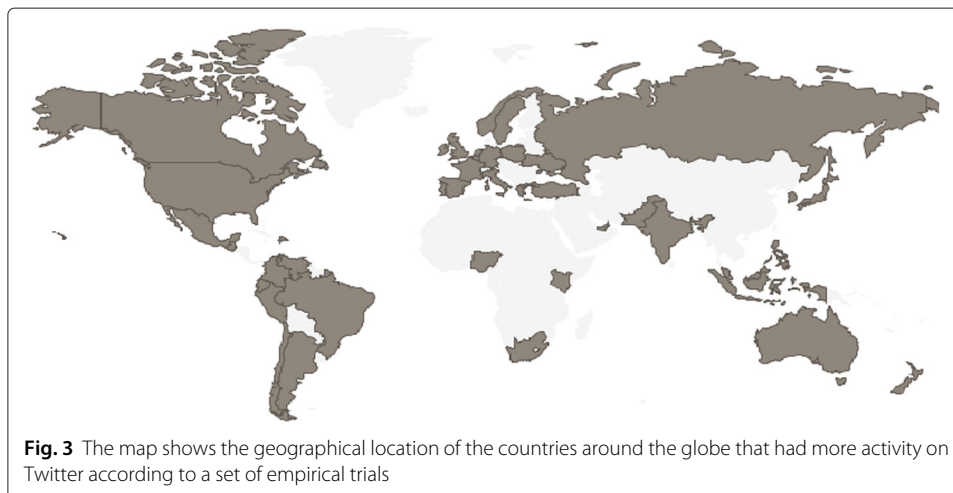 Fig. 3 The map shows the geographical location of the countries around the globe that had more activity on
Twitter according to a set of empirical trials